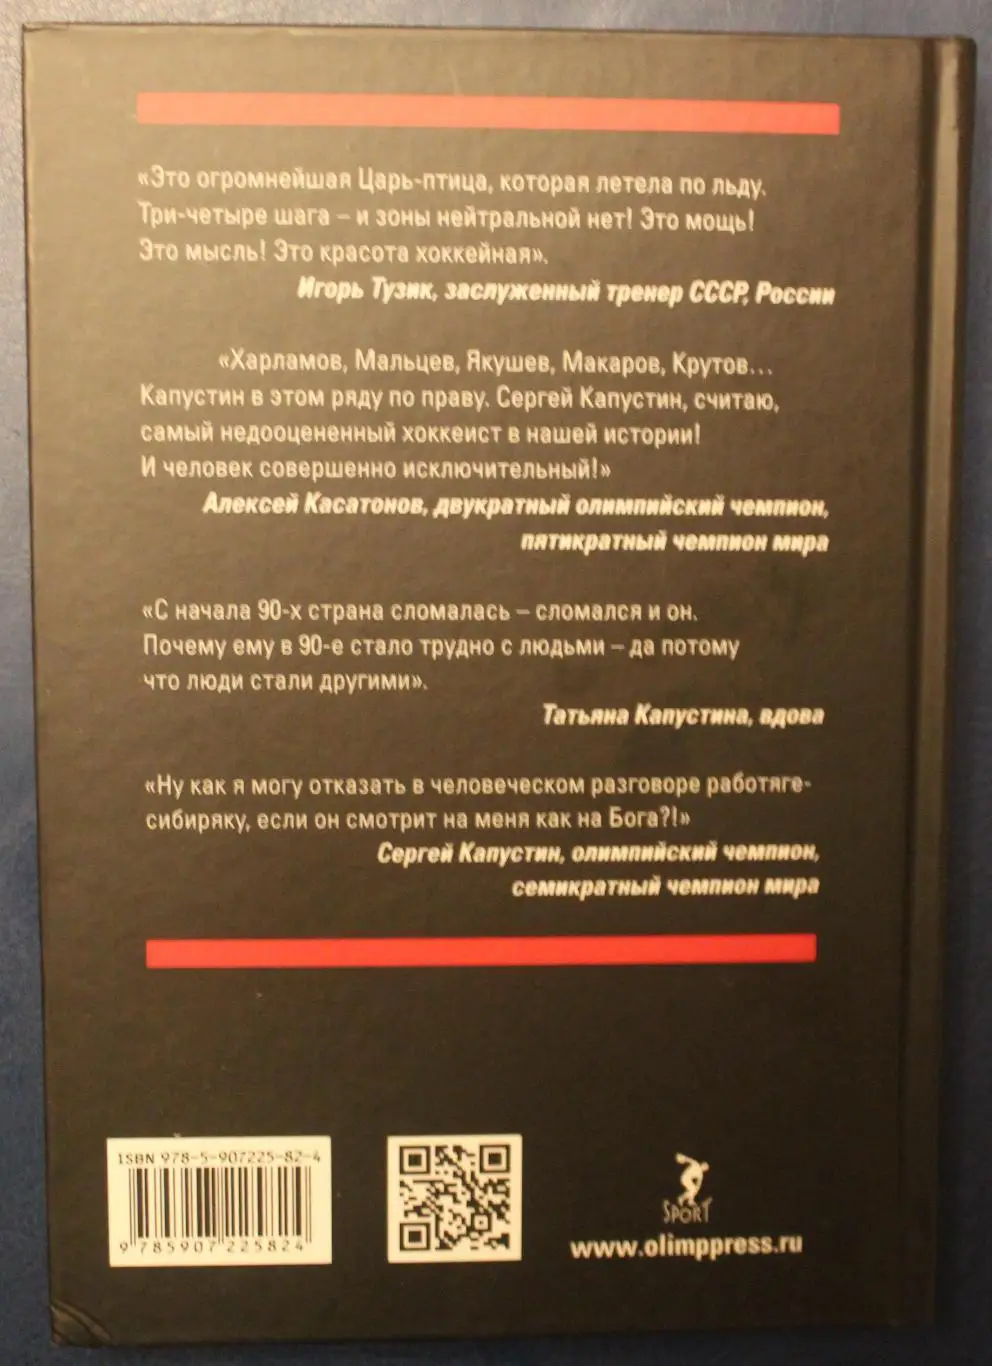 «Это огромнейшая Царь-птица, которая летела по льду.
Три-четыре шага – и зоны нейтральной нет! Это мощь!
Это мысль! Это красота хоккейная».
Игорь Тузик, заслуженный тренер СССР, России
«Харламов, Мальцев, Якушев, Макаров, Крутов...
Капустин в этом ряду по праву. Сергей Капустин, считаю,
самый недооцененный хоккеист в нашей истории!
И человек совершенно исключительный!»
Алексей Касатонов, двукратный олимпийский чемпион,
пятикратный чемпион мира
«С начала 90-х страна сломалась – сломался и он.
Почему ему в 90-е стало трудно с людьми – да потому
что люди стали другими».
Татьяна Капустина, вдова
«Ну как я могу отказать в человеческом разговоре работяге-
сибиряку, если он смотрит на меня как на Бога?!»
Сергей Капустин, олимпийский чемпион,
семикратный чемпион мира
ISBN 978-5-907225-82-4
9 785907 225824
SPORT
www.olimppress.ru